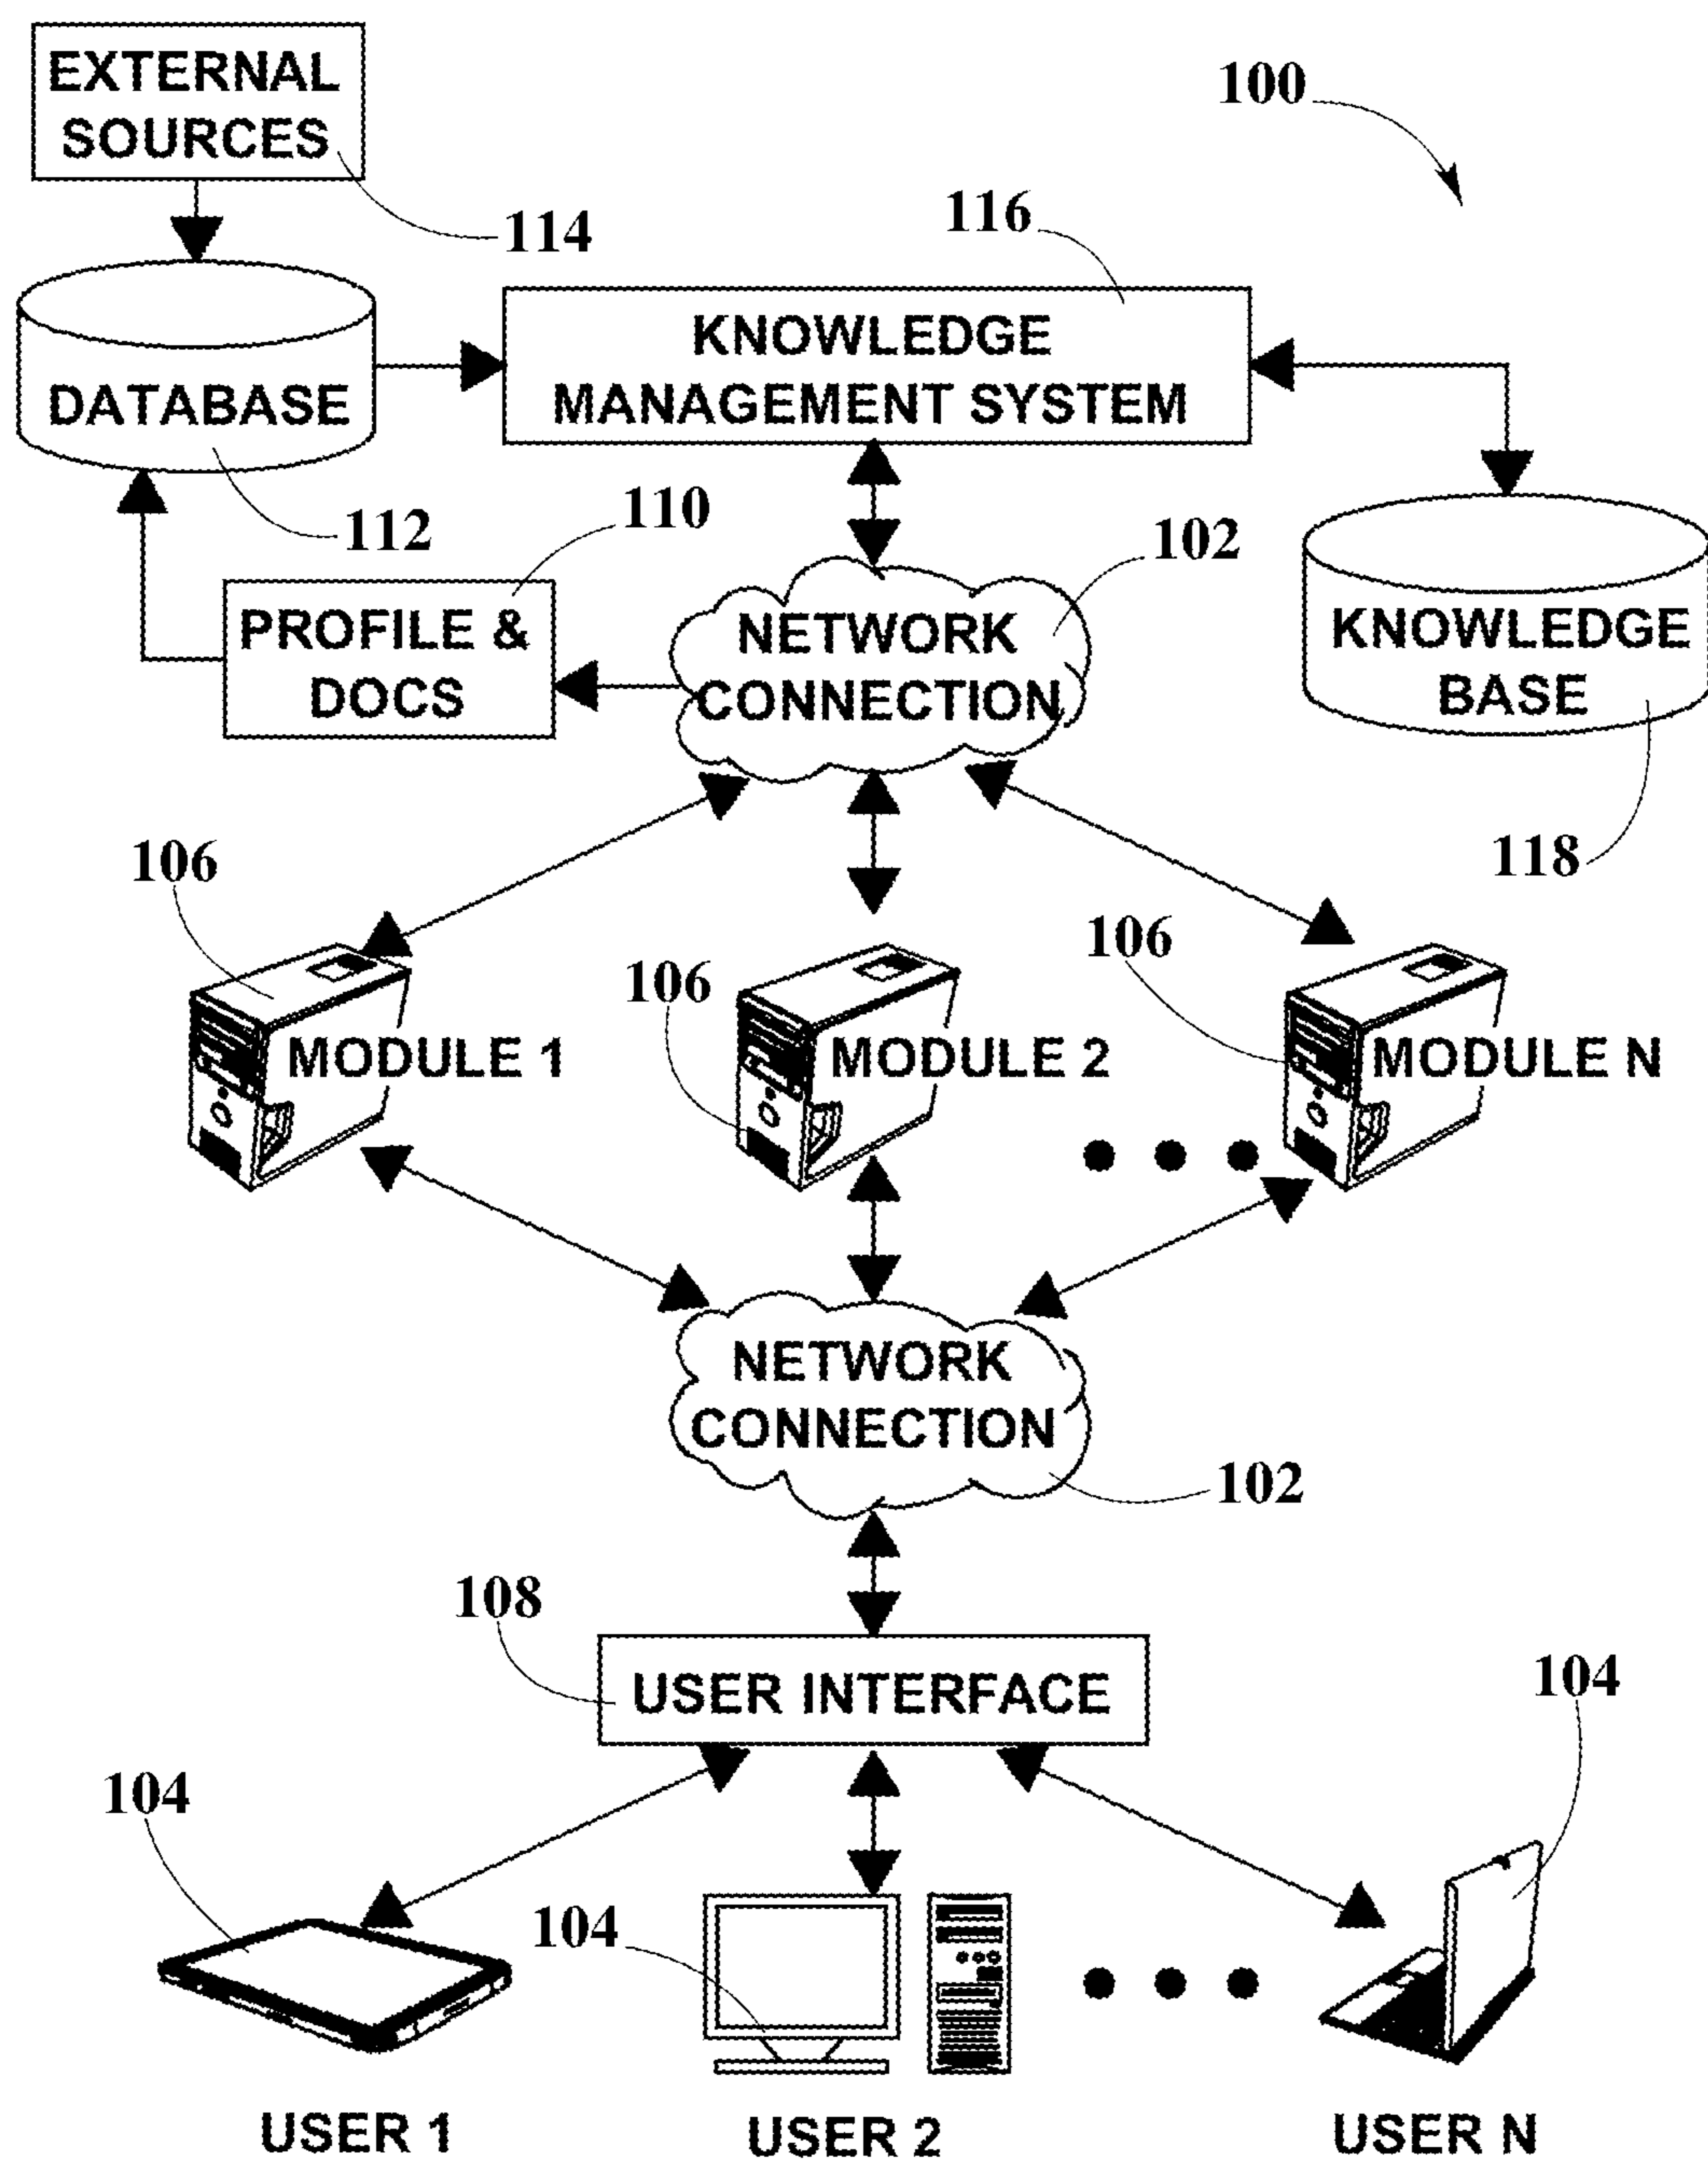 EXTERNAL
SOURCES
100
114
116
KNOWLEDGE
MANAGEMENT SYSTEM
DATABASE
112
110
102
PROFILE &
DOCS
NETWORK
CONNECTION
KNOWLEDGE
BASE
118
106
106
106
MODULE 1
MODULE 2
MODULE N
NETWORK
CONNECTION
102
108
USER INTERFACE
104
104
104
USER 1
USER 2
USER N